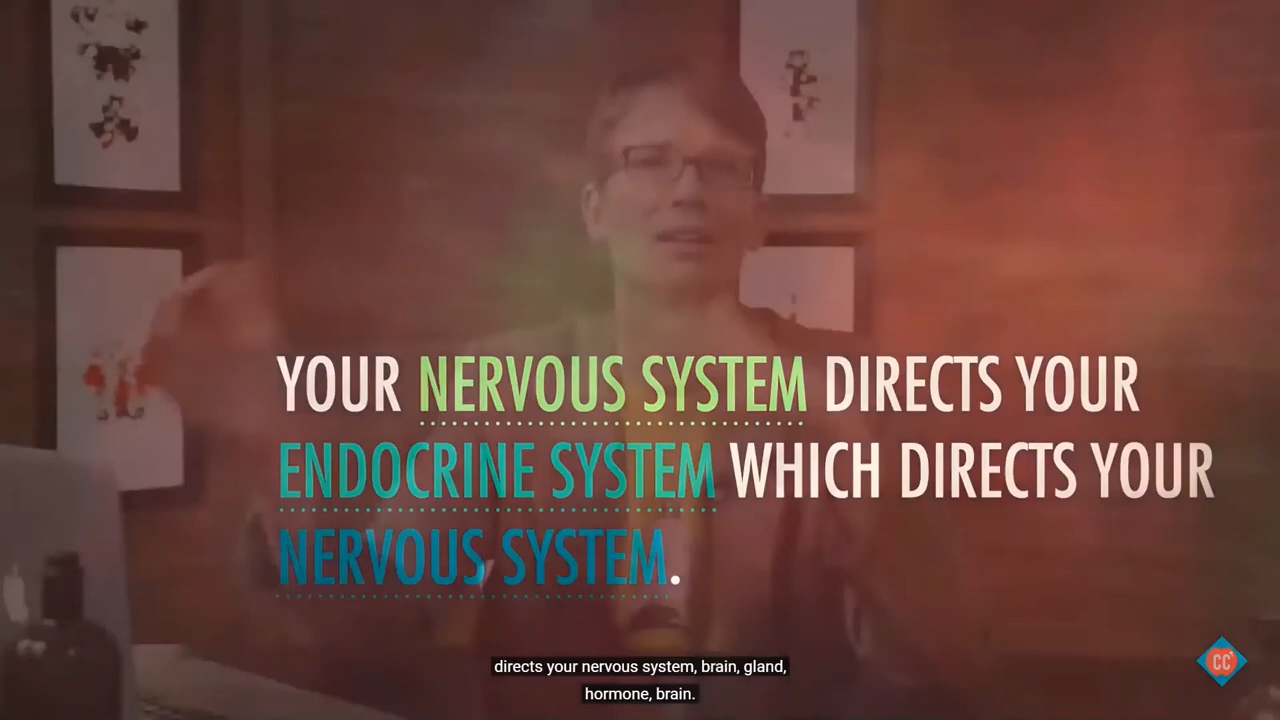 YOUR NERVOUS SYSTEM DIRECTS YOUR
ENDOCRINE SYSTEM WHICH DIRECTS YOUR
NERVOUS SYSTEM.
directs your nervous system, brain, gland,
hormone, brain.
CC